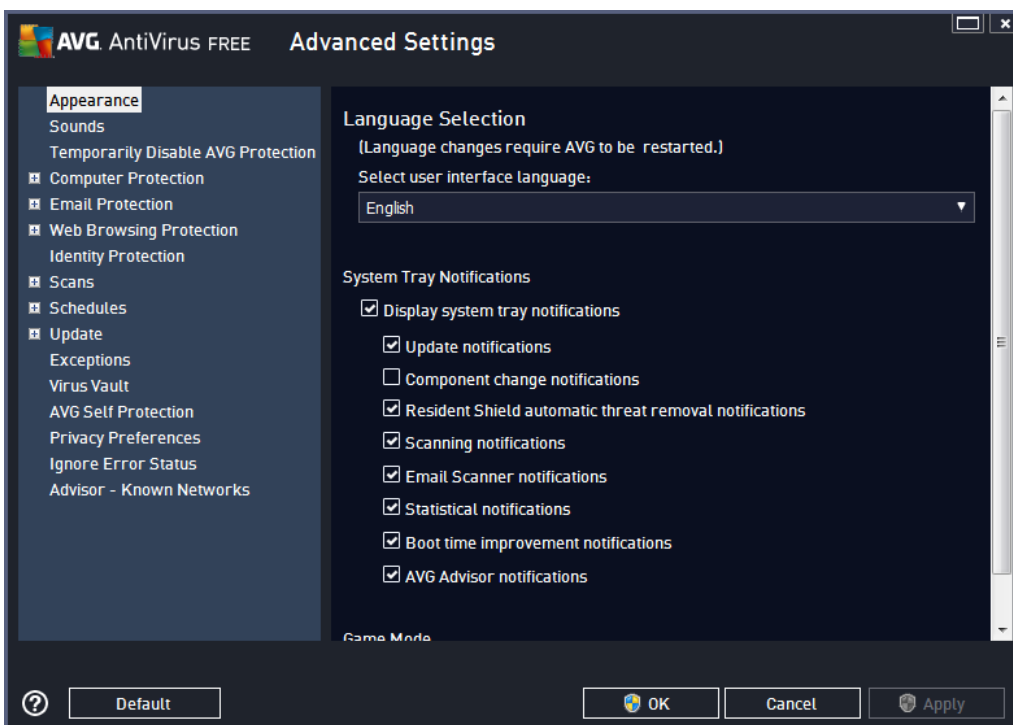 AVG. AntiVirus FREE Advanced Settings
Appearance
Sounds
Temporarily Disable AVG Protection
Computer Protection
Email Protection
Web Browsing Protection
Identity Protection
Scans
Schedules
Update
Exceptions
Virus Vault
AVG Self Protection
Privacy Preferences
Ignore Error Status
Advisor - Known Networks
Language Selection
(Language changes require AVG to be restarted.)
Select user interface language:
English
System Tray Notifications
Display system tray notifications
Update notifications
Component change notifications
Resident Shield automatic threat removal notifications
Scanning notifications
Email Scanner notifications
Statistical notifications
Boot time improvement notifications
AVG Advisor notifications
Game Mode
Default
OK
Cancel
Apply